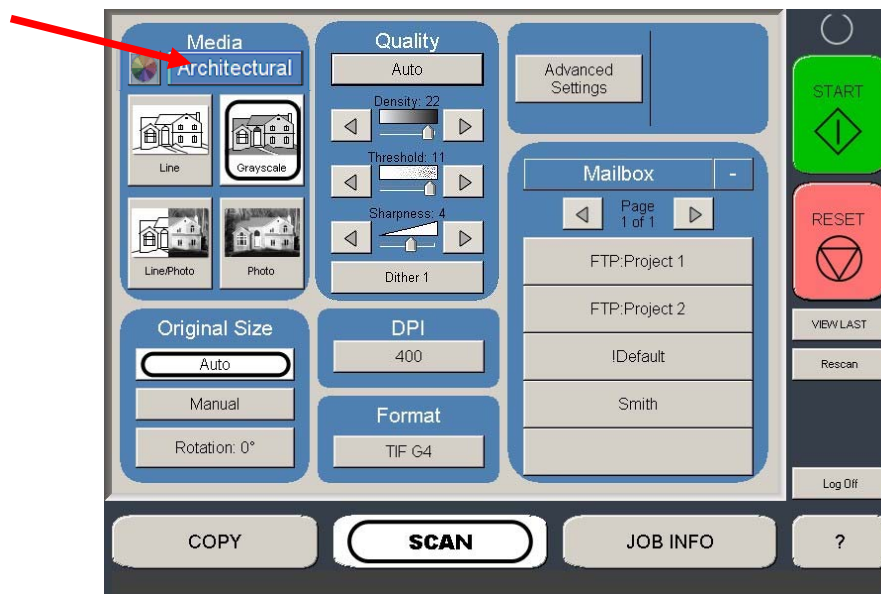 Media
Architectural
Line
Grayscale
Line/Photo
Photo
Original Size
Auto
Manual
Rotation: 0°
Quality
Auto
Density: 22
Threshold: 11
Sharpness: 4
Dither 1
DPI
400
Format
TIF G4
Advanced
Settings
Mailbox
-
Page
1 of 1
FTP:Project 1
FTP:Project 2
!Default
Smith
START
RESET
VIEW LAST
Rescan
Log Off
COPY
SCAN
JOB INFO
?